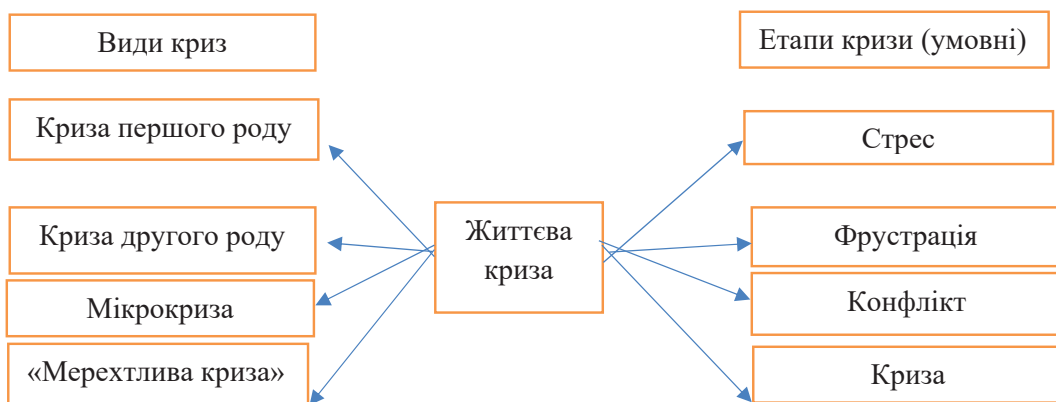 Види криз
Етапи кризи (умовні)
Криза першого роду
Стрес
Криза другого роду
Життєва
криза
Фрустрація
Мікрокриза
Конфлікт
«Мерехтлива криза»
Криза